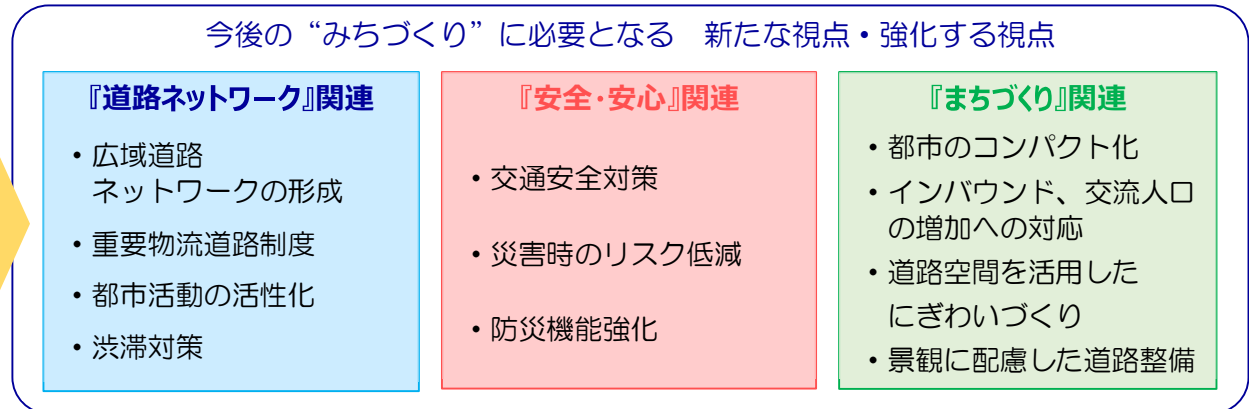 今後の“みちづくり”に必要となる　新たな視点・強化する視点
『道路ネットワーク』関連
・広域道路
ネットワークの形成
・重要物流道路制度
・都市活動の活性化
・渋滞対策
『安全・安心』関連
・交通安全対策
・災害時のリスク低減
・防災機能強化
『まちづくり』関連
・都市のコンパクト化
・インバウンド、交流人口
の増加への対応
・道路空間を活用した
にぎわいづくり
・景観に配慮した道路整備